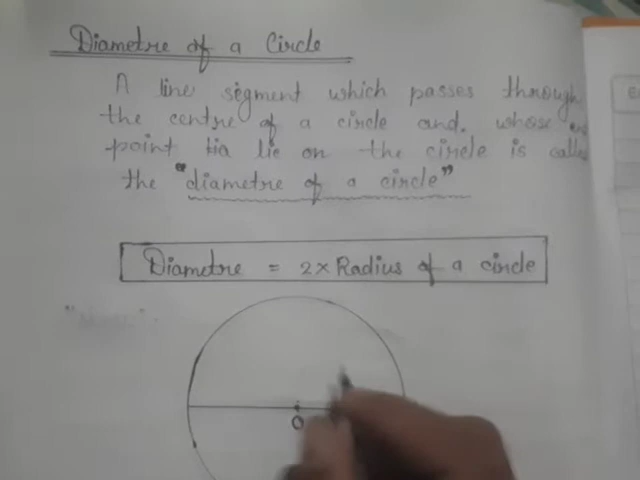 Diametre of a Circle
A line segment which passes through
the centre of a circle and. whose
point lie on the circle is called
the "diametre of a circle"
Diametre = 2 × Radius of a circle
O